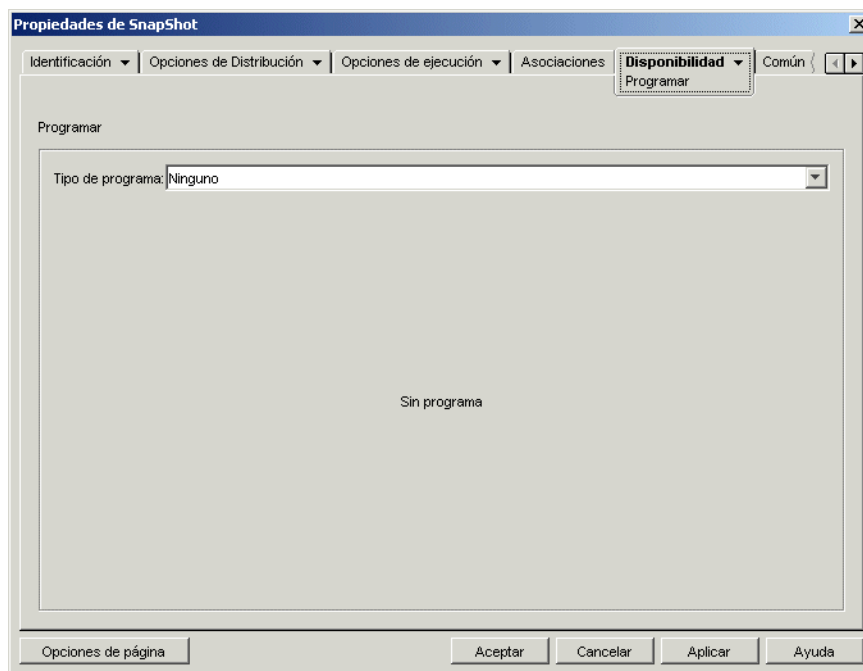 Propiedades de SnapShot
Identificación Opciones de Distribución Opciones de ejecución Asociaciones Disponibilidad Común
Programar
Programar
Tipo de programa: Ninguno
Sin programa
Opciones de página Aceptar Cancelar Aplicar Ayuda